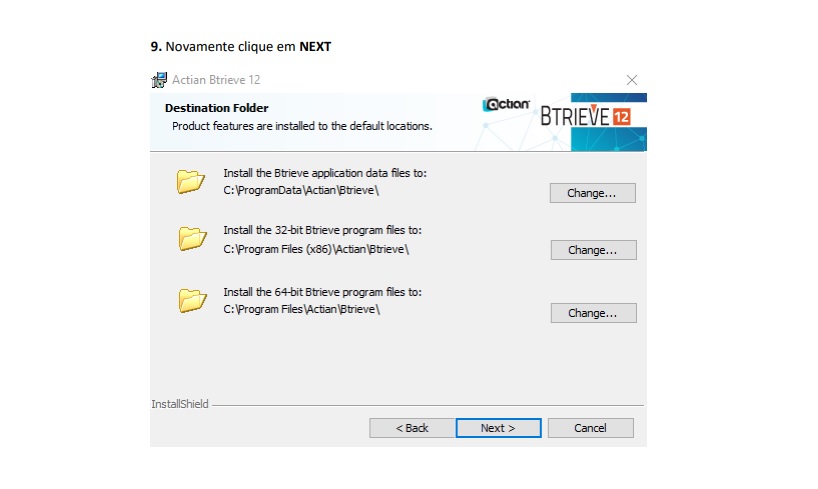 9. Novamente clique em NEXT
Actian Btrieve 12
Destination Folder
Product features are installed to the default locations.
Actian
BTRIEVE 12
Install the Btrieve application data files to:
C:\ProgramData\Actian\Btrieve\
Change...
Install the 32-bit Btrieve program files to:
C:\Program Files (x86)\Actian\Btrieve\
Change...
Install the 64-bit Btrieve program files to:
C:\Program Files\Actian\Btrieve\
Change...
InstallShield
< Back
Next >
Cancel